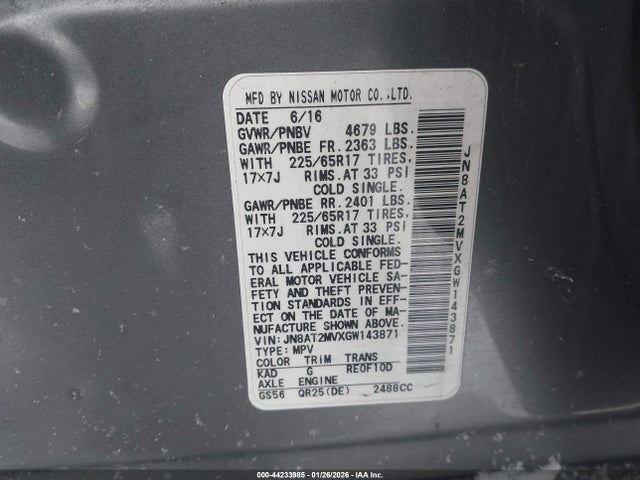 MFD BY NISSAN MOTOR CO.,LTD.
DATE 6/16
GVWR/PNBV 4679 LBS.
GAWR/PNBE FR. 2363 LBS.
WITH 225/65R17 TIRES,
17×7J RIMS.AT 33 PSI
COLD SINGLE.
GAWR/PNBE RR. 2401 LBS.
WITH 225/65R17 TIRES,
17×7J RIMS.AT 33 PSI
COLD SINGLE.
THIS VEHICLE CONFORMS
TO ALL APPLICABLE FED-
ERAL MOTOR VEHICLE SA-
FETY AND THEFT PREVEN-
TION STANDARDS IN EFF-
ECT ON THE DATE OF MA-
NUFACTURE SHOWN ABOVE.
VIN:JN8AT2MVXGW143871
TYPE:MPV
COLOR TRIM TRANS
KAD G RE0F10D
AXLE ENGINE
GS56 QR25(DE) 2488CC
JN8AT2MVXGW143871
000-44233985 | 01/26/2026 - IAA Inc.